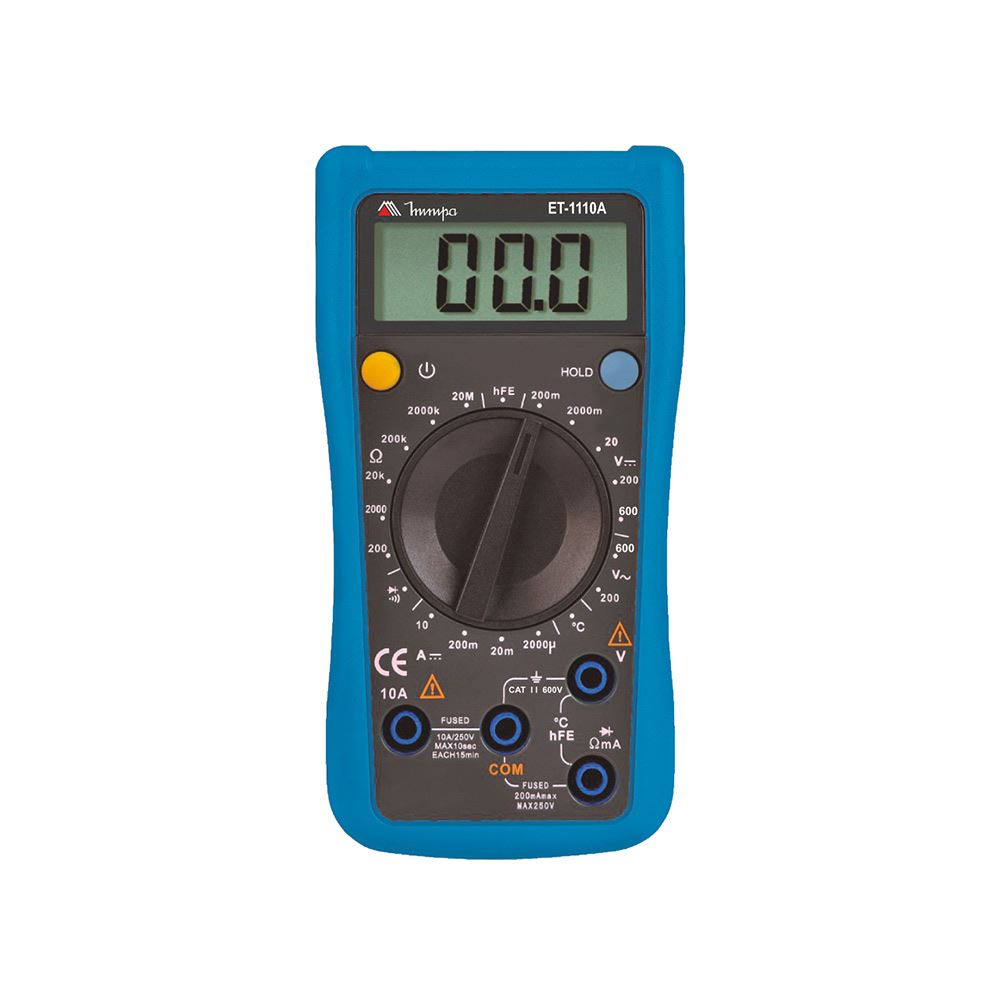 Minipa ET-1110A
00.0
HOLD
hFE
20M
200m
2000k
2000m
200k
20
Ω
V⎓
20k
200
2000
600
200
600
V~
10
200
°C
200m
20m
2000µ
A⎓
CE
10A
V
CAT II 600V
FUSED
10A/250V
MAX10sec
EACH15min
°C
hFE
ΩmA
COM
FUSED
200mAmax
MAX250V